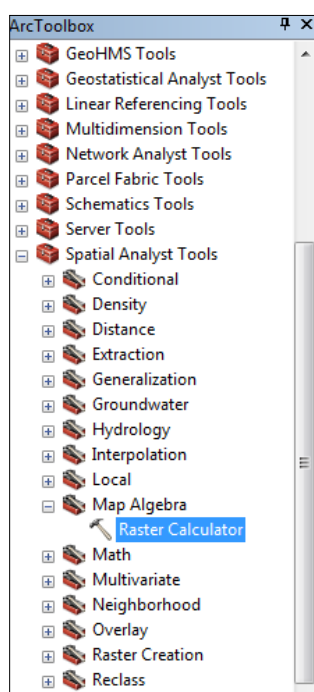 ArcToolbox
GeoHMS Tools
Geostatistical Analyst Tools
Linear Referencing Tools
Multidimension Tools
Network Analyst Tools
Parcel Fabric Tools
Schematics Tools
Server Tools
Spatial Analyst Tools
Conditional
Density
Distance
Extraction
Generalization
Groundwater
Hydrology
Interpolation
Local
Map Algebra
Raster Calculator
Math
Multivariate
Neighborhood
Overlay
Raster Creation
Reclass